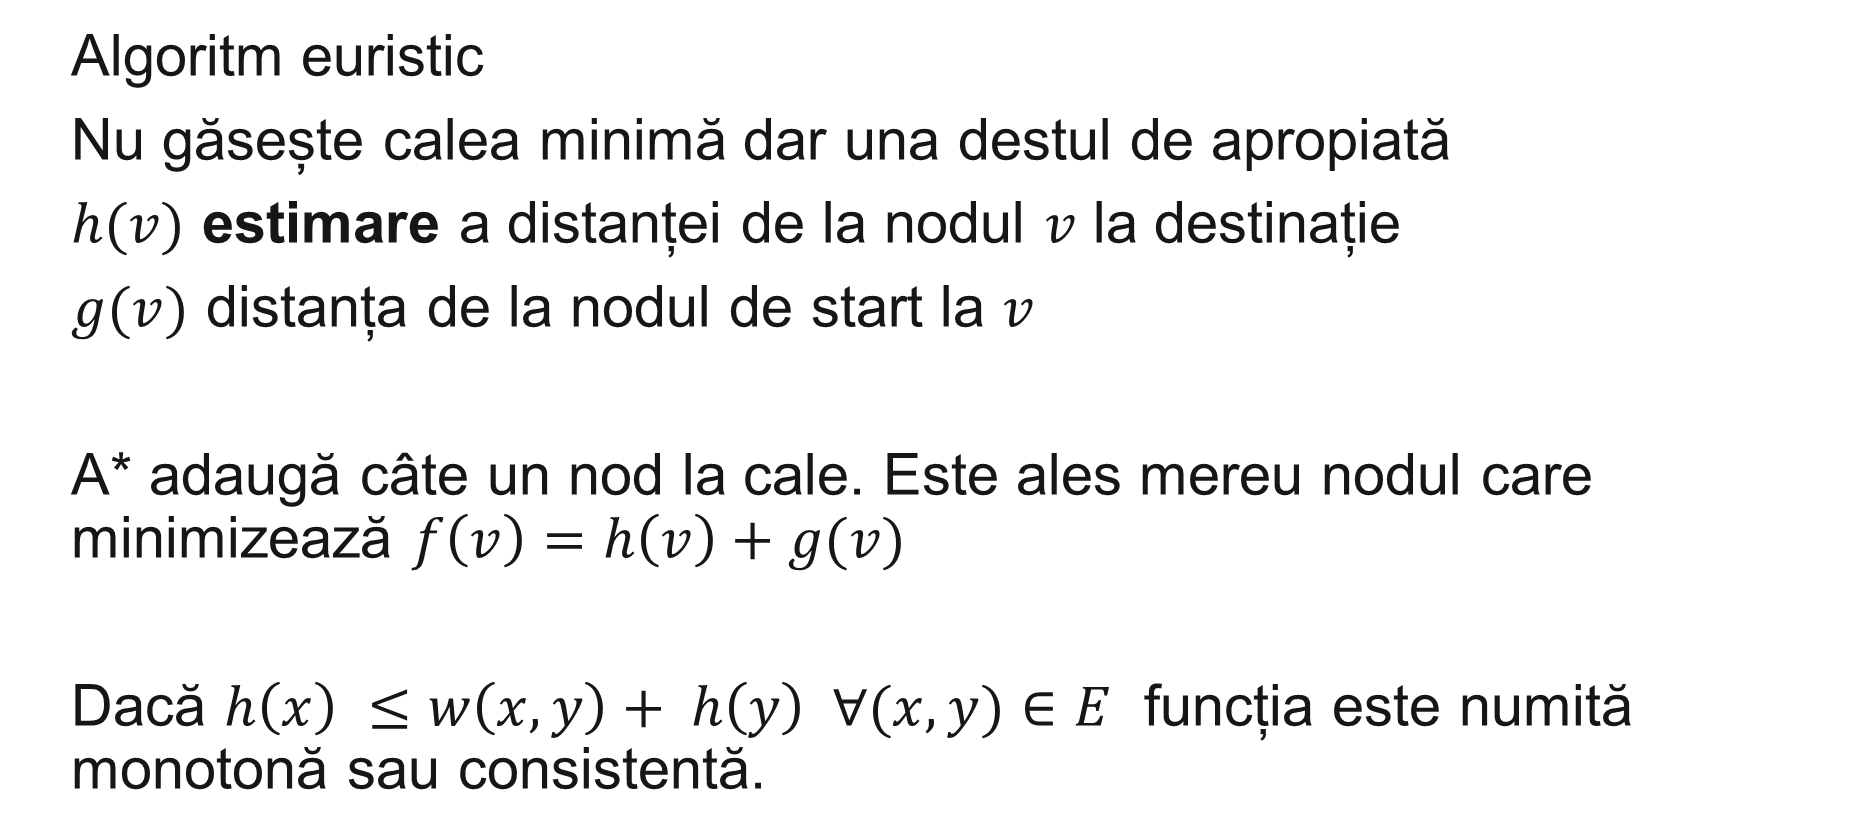 Algoritm euristic
Nu găsește calea minimă dar una destul de apropiată
h(v) estimare a distanței de la nodul v la destinație
g(v) distanța de la nodul de start la v
A* adaugă câte un nod la cale. Este ales mereu nodul care
minimizează f(v) = h(v) + g(v)
Dacă h(x) ≤ w(x, y) + h(y) ∀(x, y) ∈ E funcția este numită
monotonă sau consistentă.